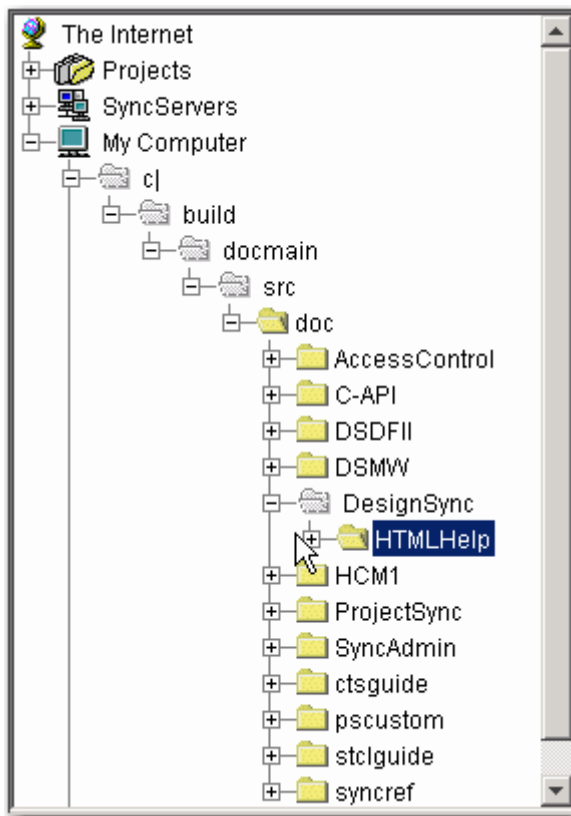 The Internet
Projects
SyncServers
My Computer
c|
build
docmain
src
doc
AccessControl
C-API
DSDFII
DSMW
DesignSync
HTMLHelp
HCM1
ProjectSync
SyncAdmin
ctsguide
pscustom
stclguide
syncref